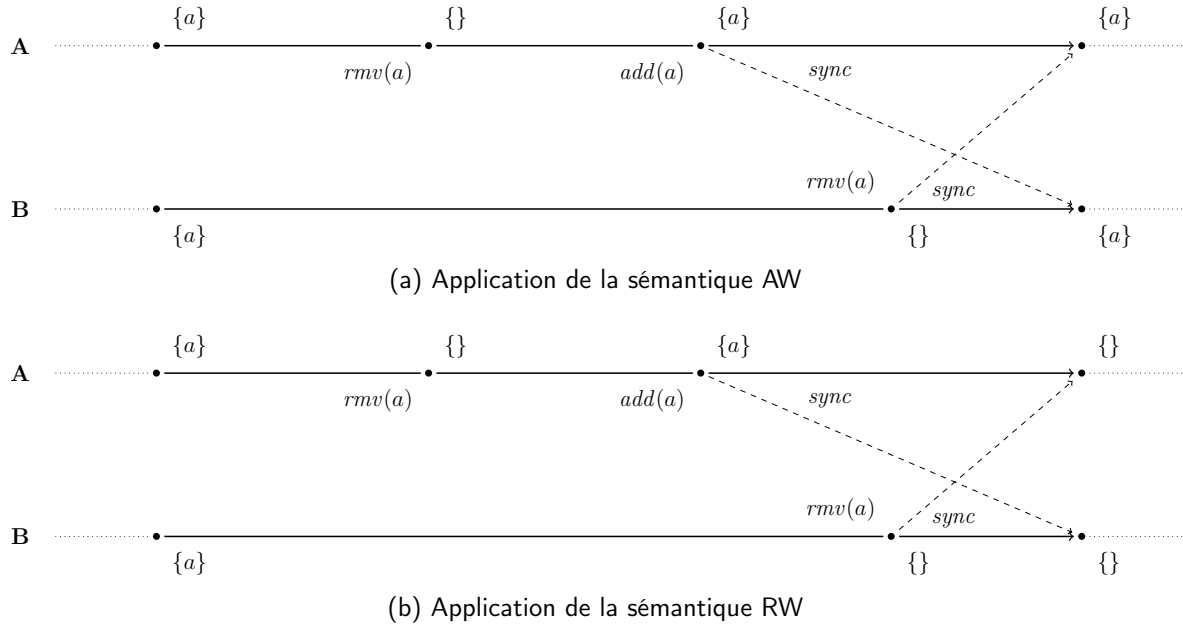 {a} {} {a} {a}
A
rmv(a) add(a) sync
rmv(a) sync
B
{a} {} {a}
(a) Application de la sémantique AW
{a} {} {a} {}
A
rmv(a) add(a) sync
rmv(a) sync
B
{a} {} {}
(b) Application de la sémantique RW